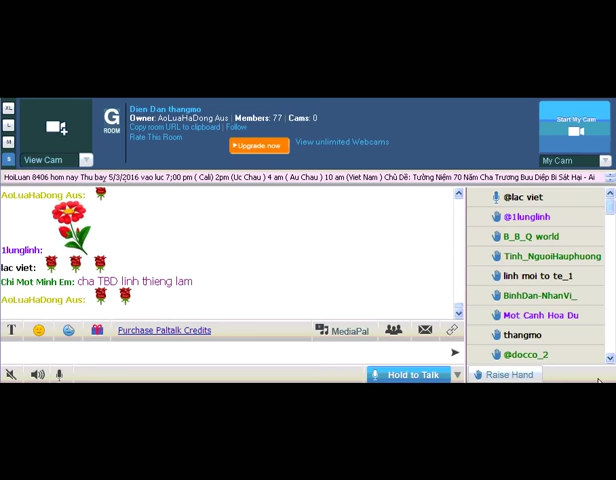 XL
L
M
S
View Cam
G
ROOM
Dien Dan thangmo
Owner: AoLuaHaDong Aus | Members: 77 | Cams: 0
Copy room URL to clipboard | Follow
Rate This Room
Upgrade now
View unlimited Webcams
Start My Cam
My Cam
HoiLuan 8406 hom nay Thu bay 5/3/2016 vao luc 7;00 pm ( Cali) 2pm (Uc Chau ) 4 am ( Au Chau ) 10 am (Viet Nam ) Chủ Đề: Tưởng Niệm 70 Năm Cha Trương Buu Diệp Bi Sát Hại - Ai
AoLuaHaDong Aus:
1lunglinh:
lac viet:
Chi Mot Minh Em: cha TBD linh thieng lam
AoLuaHaDong Aus:
@lac viet
@1lunglinh
B_B_Q world
Tinh_NguoiHauphuong
linh moi to te_1
BinhDan-NhanVi_
Mot Canh Hoa Du
thangmo
@docco_2
T
Purchase Paltalk Credits
MediaPal
Hold to Talk
Raise Hand